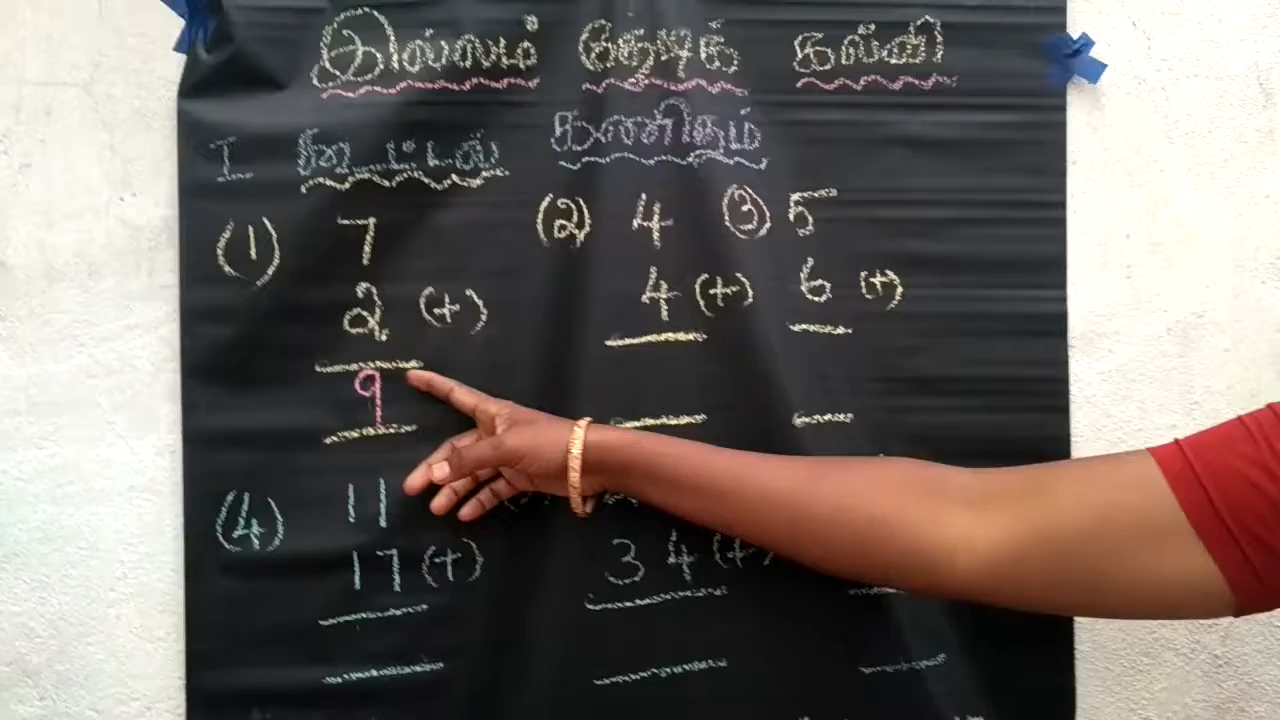 இல்லம் தேடிக் கல்வி
கணிதம்
I கூட்டல்
(1) 7 (2) 4 (3) 5
2 (+) 4 (+) 6 (+)
9
(4) 11
17 (+) 34 (+)